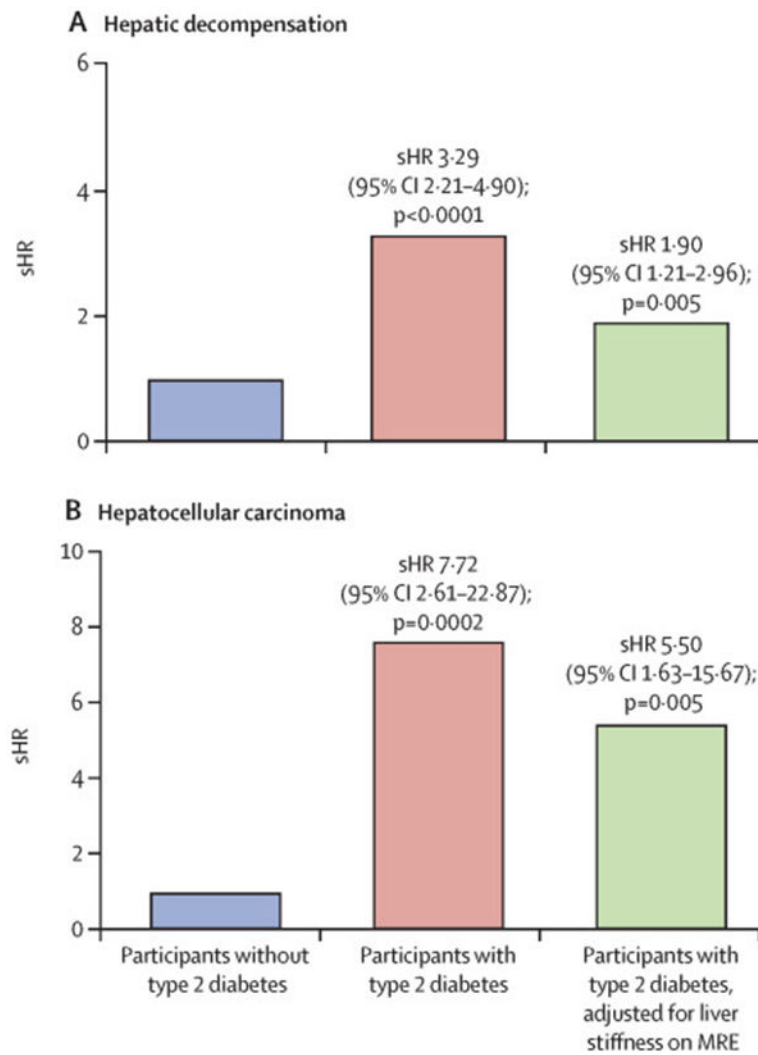 A Hepatic decompensation
6
sHR 3·29
(95% CI 2·21–4·90);
p<0·0001
4
sHR 1·90
(95% CI 1·21–2·96);
p=0·005
sHR
2
0
B Hepatocellular carcinoma
10
sHR 7·72
(95% CI 2·61–22·87);
p=0·0002
8
sHR 5·50
(95% CI 1·63–15·67);
p=0·005
6
sHR
4
2
0
Participants without
type 2 diabetes
Participants with
type 2 diabetes
Participants with
type 2 diabetes,
adjusted for liver
stiffness on MRE